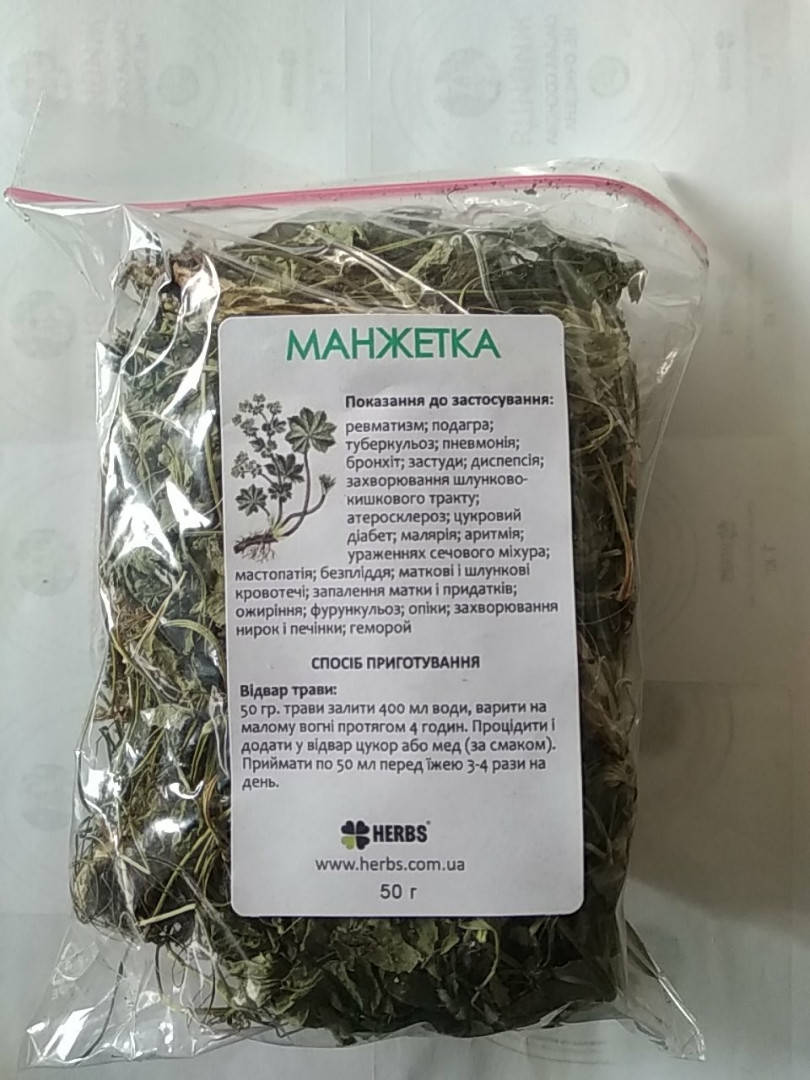 МАНЖЕТКА
Показання до застосування:
ревматизм; подагра;
туберкульоз; пневмонія;
бронхіт; застуди; диспепсія;
захворювання шлунково-
кишкового тракту;
атеросклероз; цукровий
діабет; малярія; аритмія;
ураженнях сечового міхура;
мастопатія; безпліддя; маткові і шлункові
кровотечі; запалення матки і придатків;
ожиріння; фурункульоз; опіки; захворювання
нирок і печінки; геморой
СПОСІБ ПРИГОТУВАННЯ
Відвар трави:
50 гр. трави залити 400 мл води, варити на
малому вогні протягом 4 годин. Процідити і
додати у відвар цукор або мед (за смаком).
Приймати по 50 мл перед їжею 3-4 рази на
день.
HERBS
www.herbs.com.ua
50 г